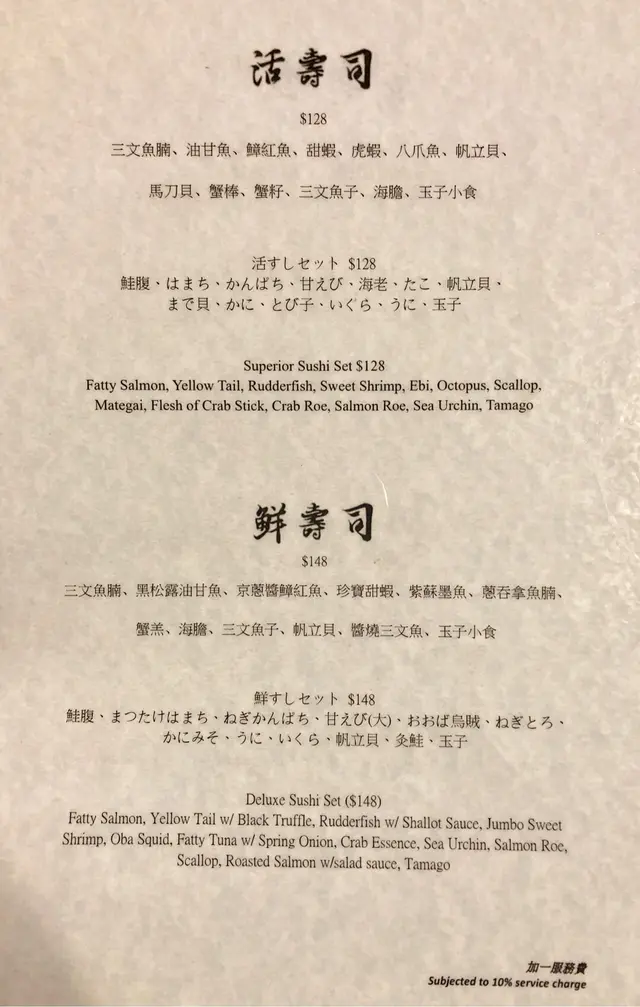 活壽司
$128
三文魚腩、油甘魚、鱆紅魚、甜蝦、虎蝦、八爪魚、帆立貝、
馬刀貝、蟹棒、蟹籽、三文魚子、海膽、玉子小食
活すしセット $128
鮭腹、はまち、かんぱち、甘えび、海老、たこ、帆立貝、
まで貝、かに、とび子、いくら、うに、玉子
Superior Sushi Set $128
Fatty Salmon, Yellow Tail, Rudderfish, Sweet Shrimp, Ebi, Octopus, Scallop,
Mategai, Flesh of Crab Stick, Crab Roe, Salmon Roe, Sea Urchin, Tamago
鮮壽司
$148
三文魚腩、黑松露油甘魚、京蔥醬鱆紅魚、珍寶甜蝦、紫蘇墨魚、蔥吞拿魚腩、
蟹羔、海膽、三文魚子、帆立貝、醬燒三文魚、玉子小食
鮮すしセット $148
鮭腹、まつたけはまち、ねぎかんぱち、甘えび(大)、おおば烏賊、ねぎとろ、
かにみそ、うに、いくら、帆立貝、灸鮭、玉子
Deluxe Sushi Set ($148)
Fatty Salmon, Yellow Tail w/ Black Truffle, Rudderfish w/ Shallot Sauce, Jumbo Sweet
Shrimp, Oba Squid, Fatty Tuna w/ Spring Onion, Crab Essence, Sea Urchin, Salmon Roe,
Scallop, Roasted Salmon w/salad sauce, Tamago
加一服務費
Subjected to 10% service charge